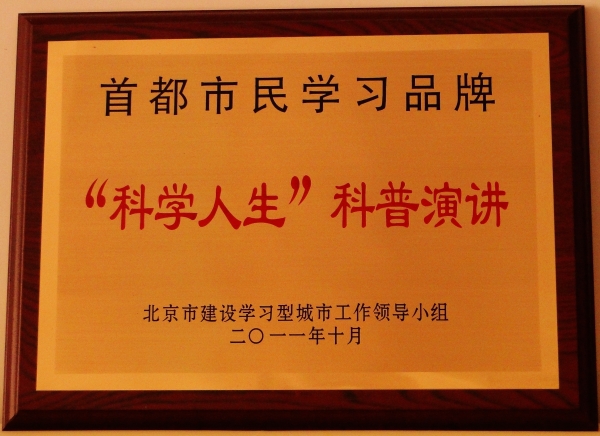 首都市民学习品牌
“科学人生”科普演讲
北京市建设学习型城市工作领导小组
二〇一一年十月